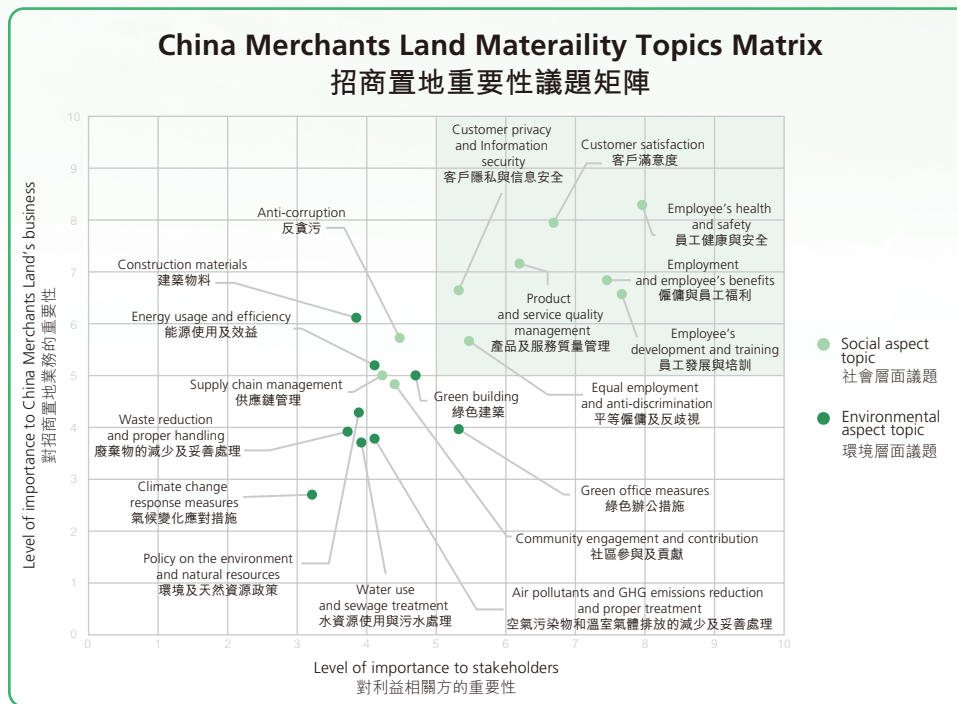 China Merchants Land Materaility Topics Matrix
招商置地重要性議題矩陣
Level of importance to China Merchants Land's business
對招商置地業務的重要性
10
9
8
7
6
5
4
3
2
1
0
Customer privacy
and Information
security
客戶隱私與信息安全
Customer satisfaction
客戶滿意度
Anti-corruption
反貪污
Employee's health
and safety
員工健康與安全
Construction materials
建築物料
Employment
and employee's benefits
僱傭與員工福利
Product
and service quality
management
產品及服務質量管理
Energy usage and efficiency
能源使用及效益
Employee's
development and training
員工發展與培訓
Supply chain management
供應鏈管理
Green building
綠色建築
Equal employment
and anti-discrimination
平等僱傭及反歧視
Waste reduction
and proper handling
廢棄物的減少及妥善處理
Climate change
response measures
氣候變化應對措施
Green office measures
綠色辦公措施
Community engagement and contribution
社區參與及貢獻
Policy on the environment
and natural resources
環境及天然資源政策
Water use
and sewage treatment
水資源使用與污水處理
Air pollutants and GHG emissions reduction
and proper treatment
空氣污染物和溫室氣體排放的減少及妥善處理
0 1 2 3 4 5 6 7 8 9 10
Level of importance to stakeholders
對利益相關方的重要性
Social aspect
topic
社會層面議題
Environmental
aspect topic
環境層面議題